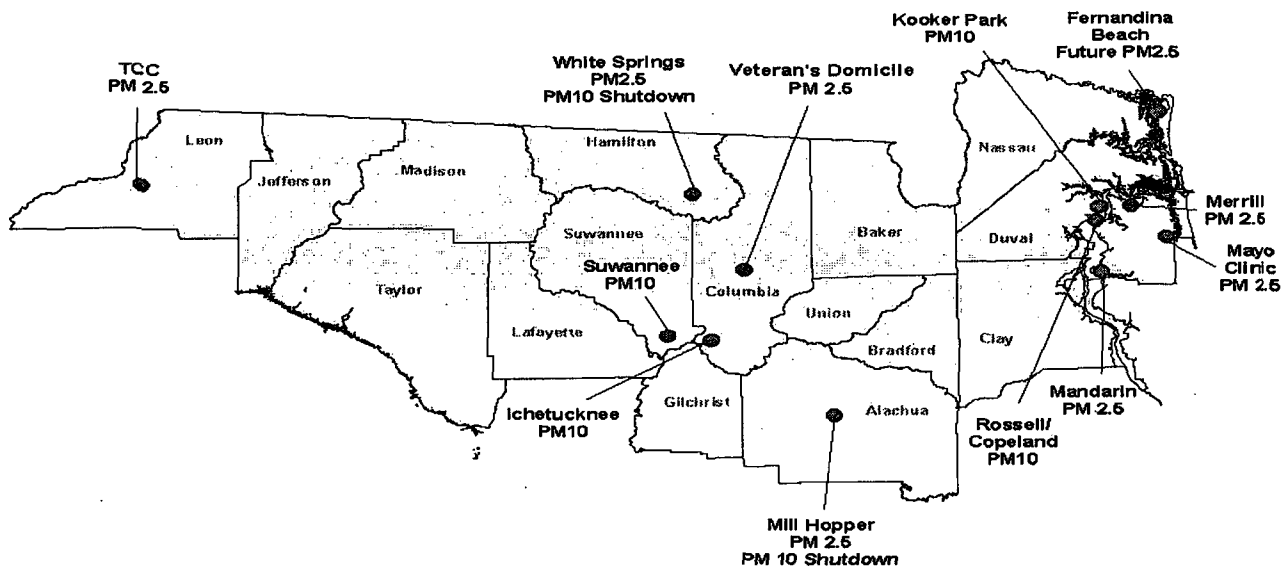 Kooker Park
PM10
Fernandina
Beach
Future PM2.5
TCC
PM 2.5
White Springs
PM2.5
PM10 Shutdown
Veteran's Domicile
PM 2.5
Leon
Jefferson
Madison
Hamilton
Nassau
Merrill
PM 2.5
Suwannee
Baker
Duval
Mayo
Clinic
PM 2.5
Suwannee
PM10
Taylor
Columbia
Lafayette
Union
Bradford
Clay
Ichetucknee
PM10
Gilchrist
Alachua
Mandarin
PM 2.5
Rossell/
Copeland
PM10
Mill Hopper
PM 2.5
PM 10 Shutdown